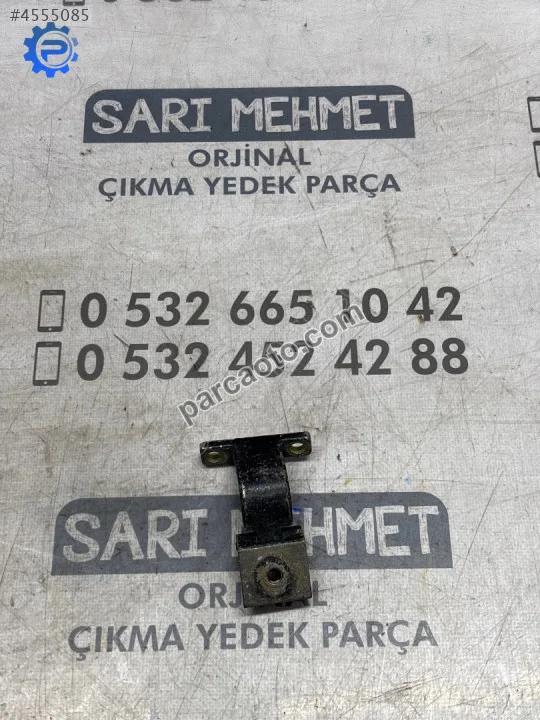 #4555085
SARI MEHMET
ORJİNAL
ÇIKMA YEDEK PARÇA
0 532 665 10 42
0 532 452 42 88
parcaoto.com
SARI MEHMET
ORJİNAL
ÇIKMA YEDEK PARÇA